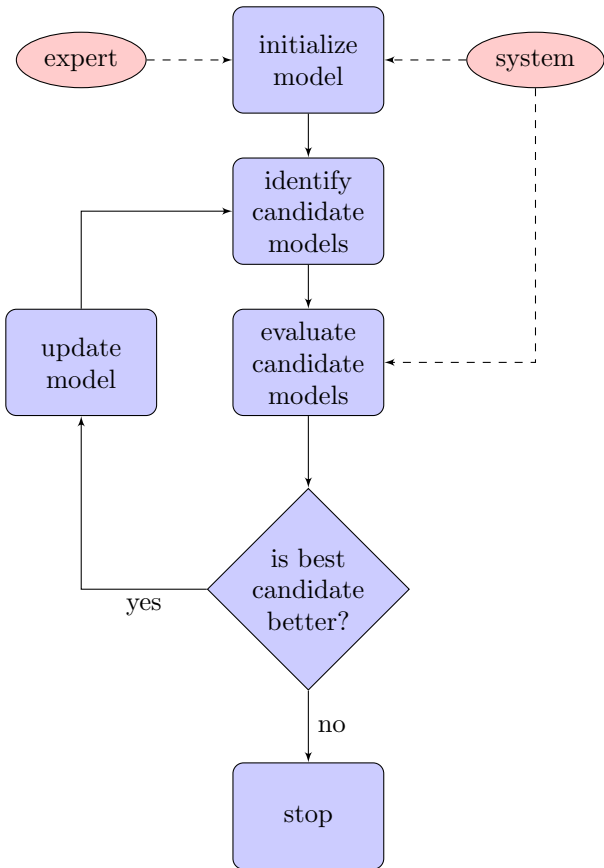 expert
initialize
model
system
identify
candidate
models
update
model
evaluate
candidate
models
is best
candidate
better?
yes
no
stop